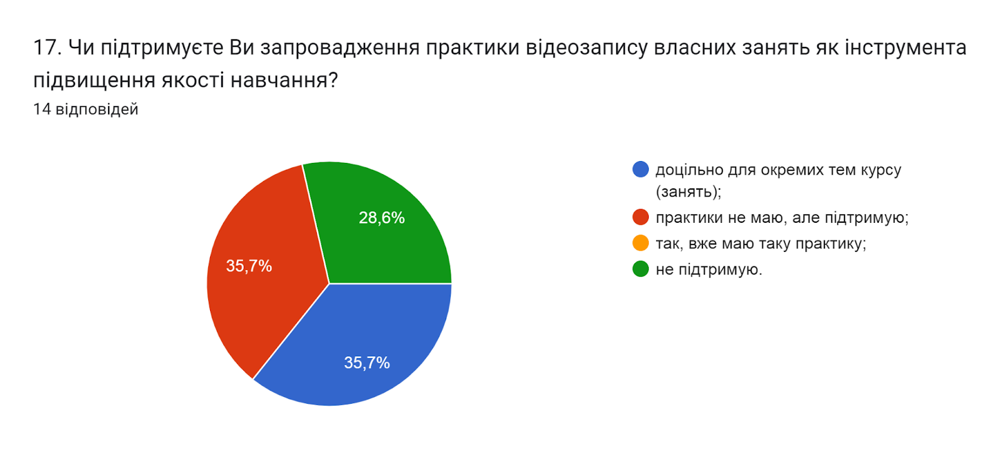 17. Чи підтримуєте Ви запровадження практики відеозапису власних занять як інструмента
підвищення якості навчання?
14 відповідей
доцільно для окремих тем курсу
(занять);
практики не маю, але підтримую;
так, вже маю таку практику;
не підтримую.
28,6%
35,7%
35,7%